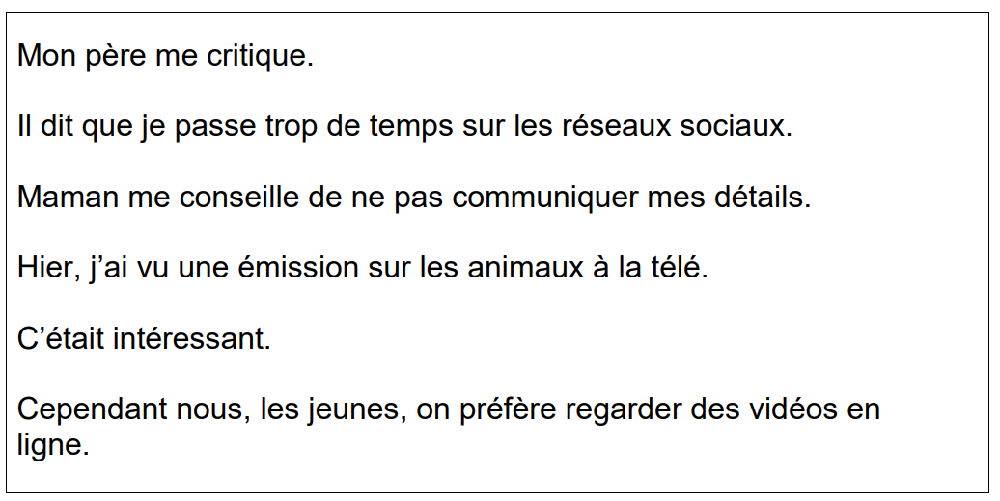 Mon père me critique.
Il dit que je passe trop de temps sur les réseaux sociaux.
Maman me conseille de ne pas communiquer mes détails.
Hier, j’ai vu une émission sur les animaux à la télé.
C’était intéressant.
Cependant nous, les jeunes, on préfère regarder des vidéos en
ligne.